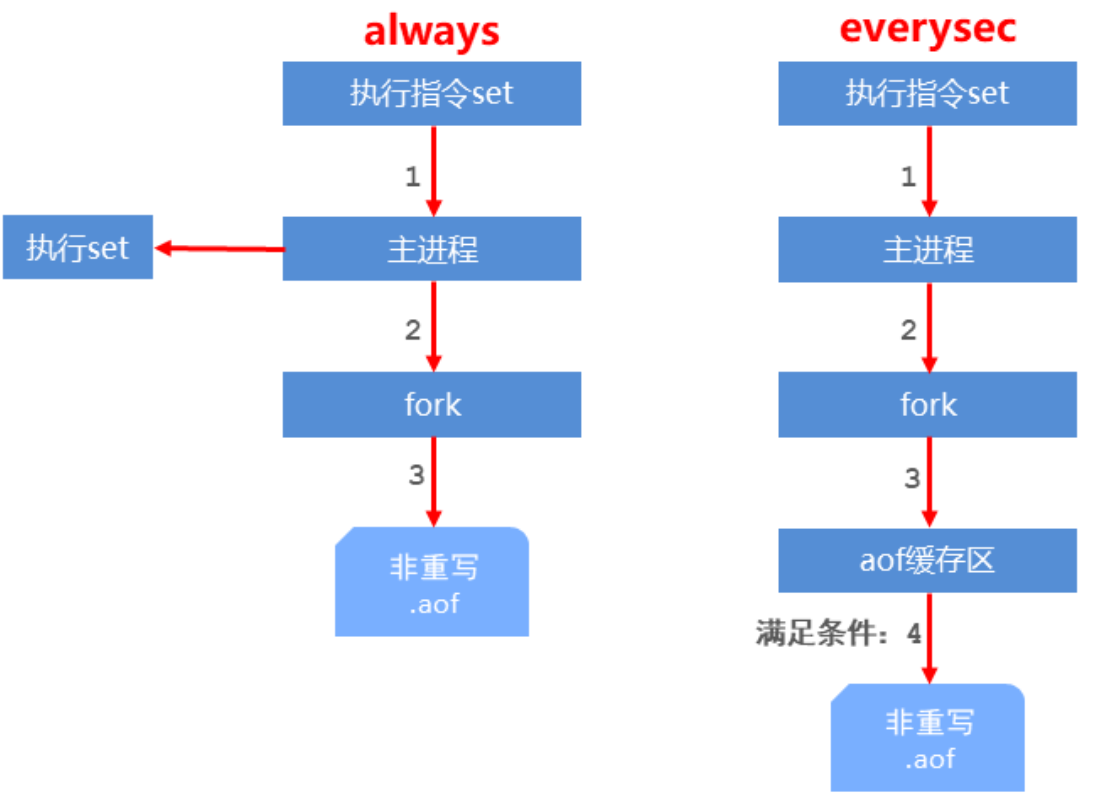 always
执行指令set
1
执行set
主进程
2
fork
3
非重写
.aof
everysec
执行指令set
1
主进程
2
fork
3
aof缓存区
满足条件：4
非重写
.aof